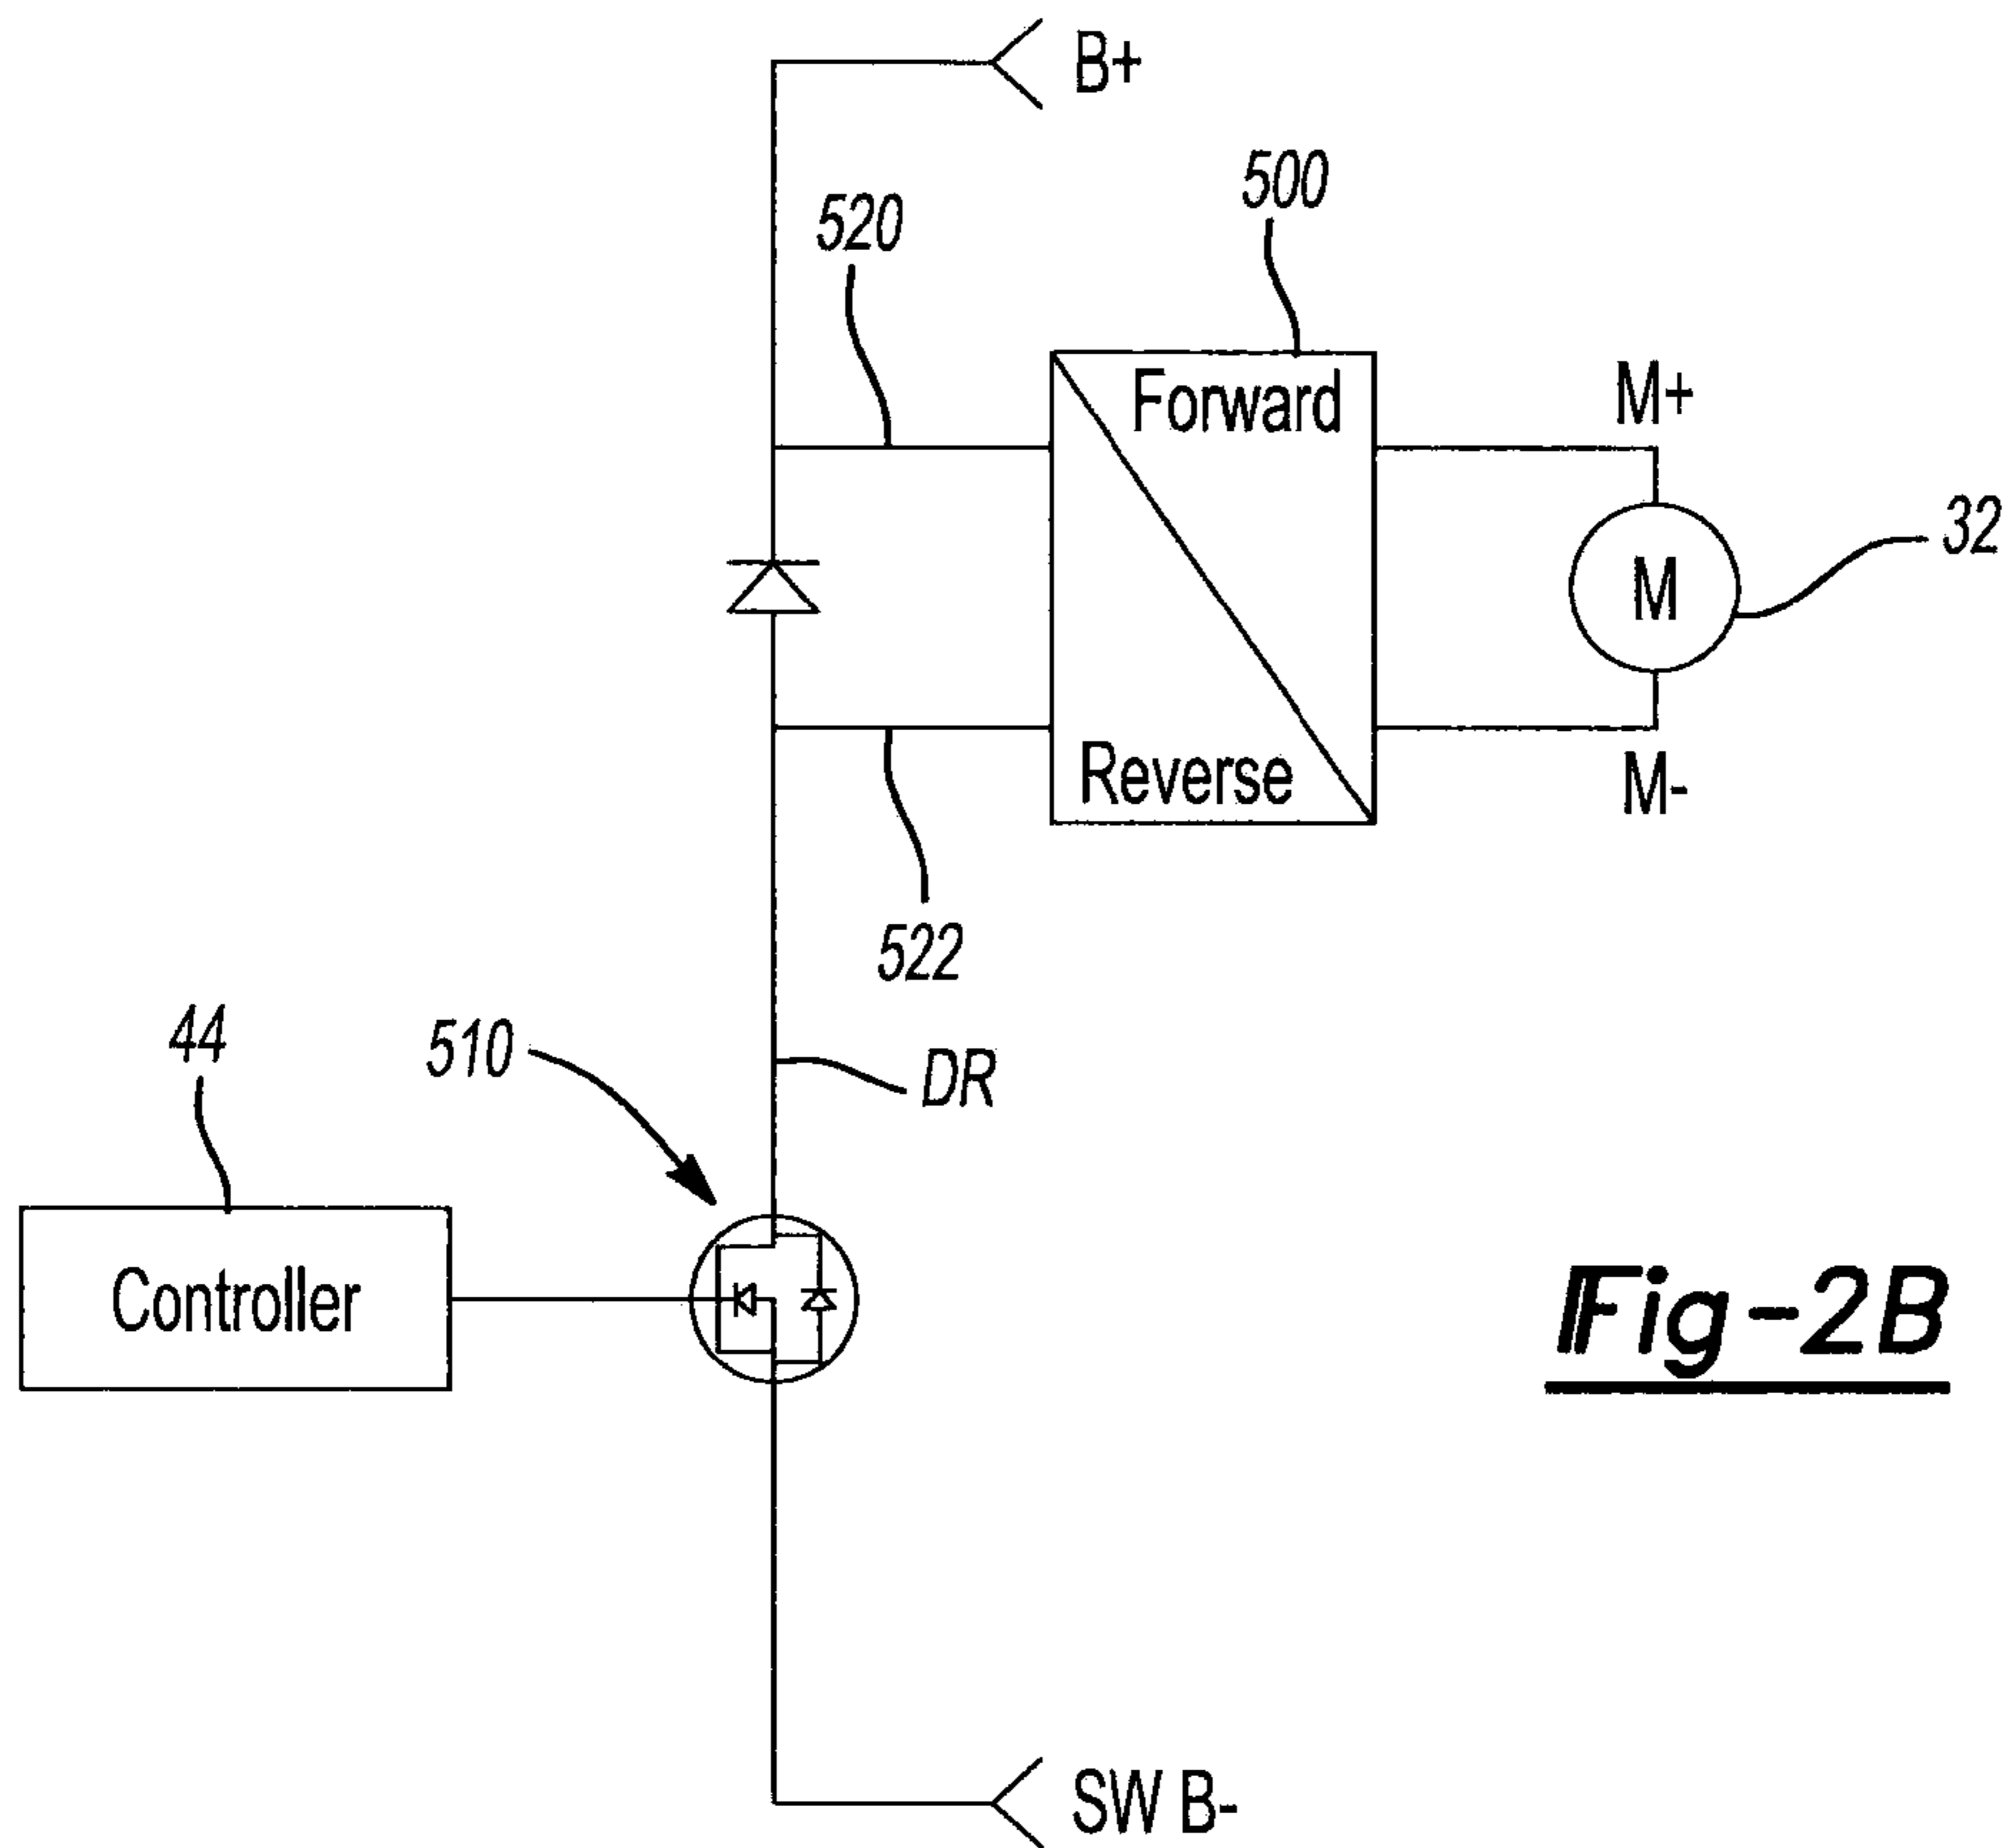 B+
500
520
Forward
M+
32
M
Reverse
M-
522
44
510
DR
Controller
Fig-2B
SW B-